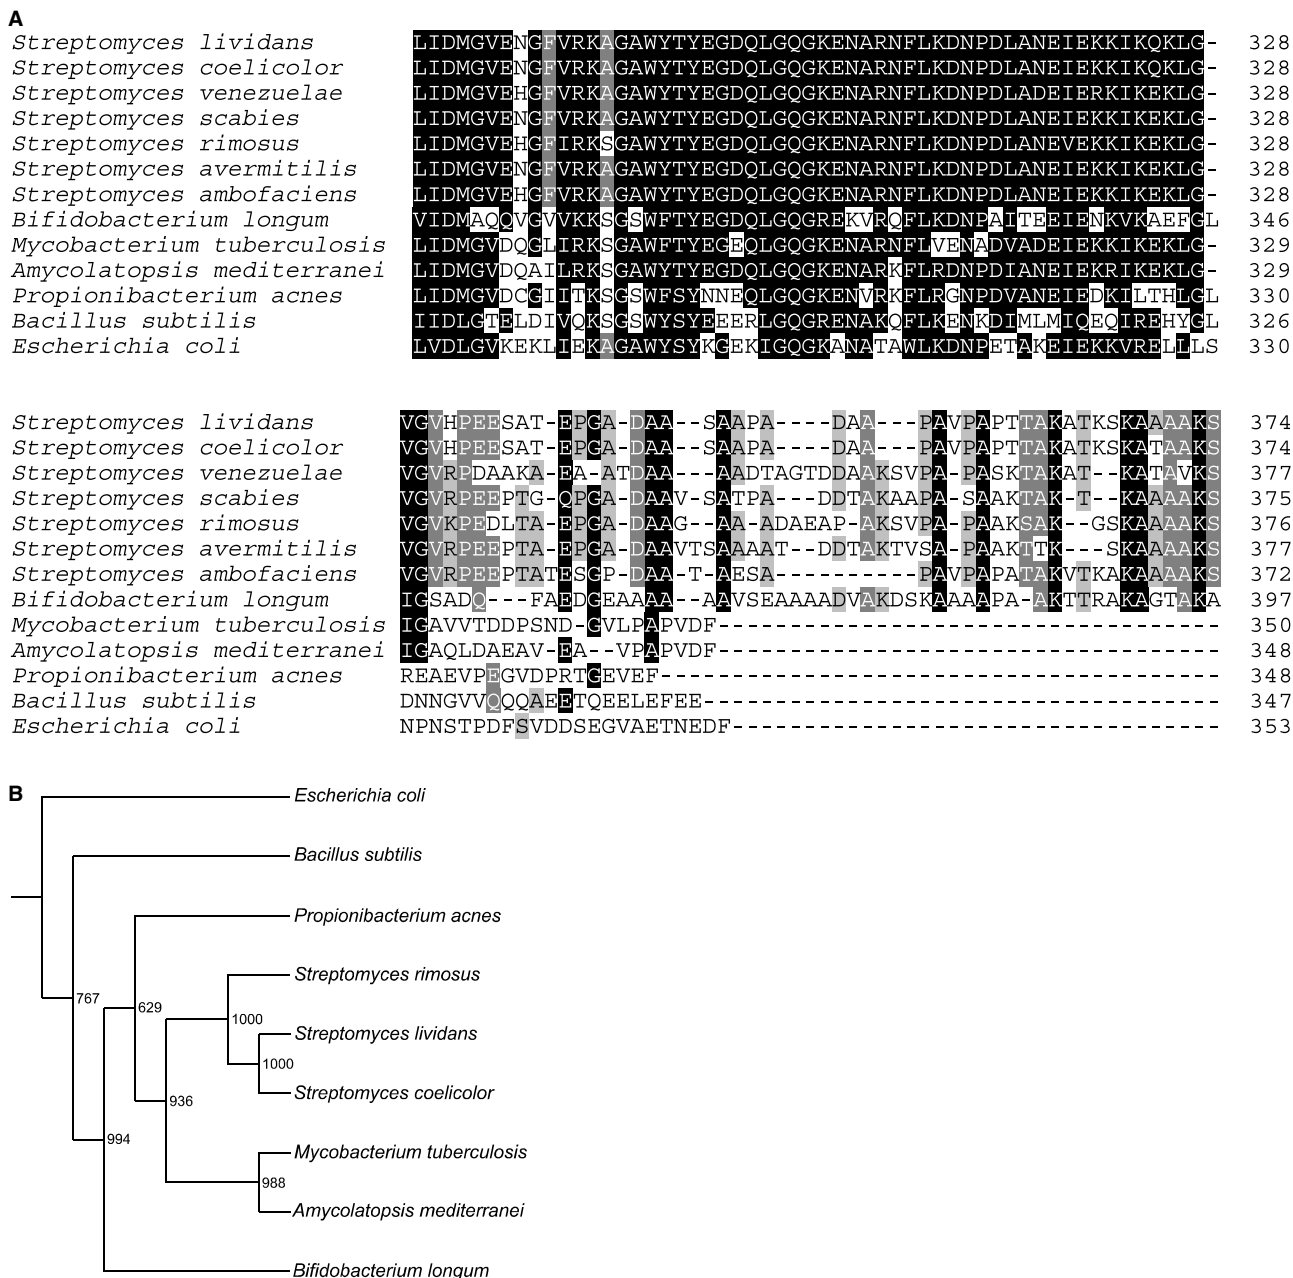 A
Streptomyces lividans LIDMGVENGFVRKAGAWYTYEGDQLGQGKENARNFLKDNPDLANEIEKKIKQKLG- 328
Streptomyces coelicolor LIDMGVENGFVRKAGAWYTYEGDQLGQGKENARNFLKDNPDLANEIEKKIKQKLG- 328
Streptomyces venezuelae LIDMGVEHGFVRKAGAWYTYEGDQLGQGKENARNFLKDNPDLADEIERKIKEKLG- 328
Streptomyces scabies LIDMGVENGFVRKAGAWYTYEGDQLGQGKENARNFLKDNPDLANEIEKKIKEKLG- 328
Streptomyces rimosus LIDMGVEHGFIRKSGAWYTYEGDQLGQGKENARNFLKDNPDLANEVEKKIKEKLG- 328
Streptomyces avermitilis LIDMGVENGFVRKAGAWYTYEGDQLGQGKENARNFLKDNPDLANEIEKKIKEKLG- 328
Streptomyces ambofaciens LIDMGVEHGFVRKAGAWYTYEGDQLGQGKENARNFLKDNPDLANEIEKKIKEKLG- 328
Bifidobacterium longum VIDMAQQVGVVKKSGSWFTYEGDQLGQGREKVRQFLKDNPAITEEIENKVKAEFGL 346
Mycobacterium tuberculosis LIDMGVDQGLIRKSGAWFTYEGEQLGQGKENARNFLVENADVADEIEKKIKEKLG- 329
Amycolatopsis mediterranei LIDMGVDQAILRKSGAWYTYEGDQLGQGKENARKFLRDNPDIANEIEKRIKEKLG- 329
Propionibacterium acnes LIDMGVDCGIITKSGSWFSYNNEQLGQGKENVRKFLRGNPDVANEIEDKILTHLGL 330
Bacillus subtilis IIDLGTELDIVQKSGSWYSYEEERLGQGRENAKQFLKENKDIMLMIQEQIREHYGL 326
Escherichia coli LVDLGVKEKLIEKAGAWYSYKGEKIGQGKANATAWLKDNPETAKEIEKKVRELLLS 330
Streptomyces lividans VGVHPEESAT-EPGA-DAA--SAAPA----DAA---PAVPAPTTAKATKSKAAAAKS 374
Streptomyces coelicolor VGVHPEESAT-EPGA-DAA--SAAPA----DAA---PAVPAPTTAKATKSKATAAKS 374
Streptomyces venezuelae VGVRPDAAKA-EA-ATDAA---AADTAGTDDAAKSVPA-PASKTAKAT--KATAVKS 377
Streptomyces scabies VGVRPEEPTG-QPGA-DAAV-SATPA---DDTAKAAPA-SAAKTAK-T--KAAAAKS 375
Streptomyces rimosus VGVKPEDLTA-EPGA-DAAG--AA-ADAEAP-AKSVPA-PAAKSAK--GSKAAAAKS 376
Streptomyces avermitilis VGVRPEEPTA-EPGA-DAAVTSAAAAT--DDTAKTVSA-PAAKTTK---SKAAAAKS 377
Streptomyces ambofaciens VGVRPEEPTATESGP-DAA-T-AESA----------PAVPAPATAKVTKAKAAAAKS 372
Bifidobacterium longum IGSADQ---FAEDGEAAAAA--AAVSEAAAADVAKDSKAAAAPA-AKTTRAKAGTAKA 397
Mycobacterium tuberculosis IGAVVTDDPSND-GVLPAPVDF----------------------------------- 350
Amycolatopsis mediterranei IGAQLDAEAV-EA--VPAPVDF----------------------------------- 348
Propionibacterium acnes REAEVPEGVDPRTGEVEF--------------------------------------- 348
Bacillus subtilis DNNGVVQQQAEETQEELEFEE------------------------------------ 347
Escherichia coli NPNSTPDFSVDDSEGVAETNEDF---------------------------------- 353
B
Escherichia coli
Bacillus subtilis
Propionibacterium acnes
Streptomyces rimosus
767
629
1000
Streptomyces lividans
1000
Streptomyces coelicolor
936
994
Mycobacterium tuberculosis
988
Amycolatopsis mediterranei
Bifidobacterium longum